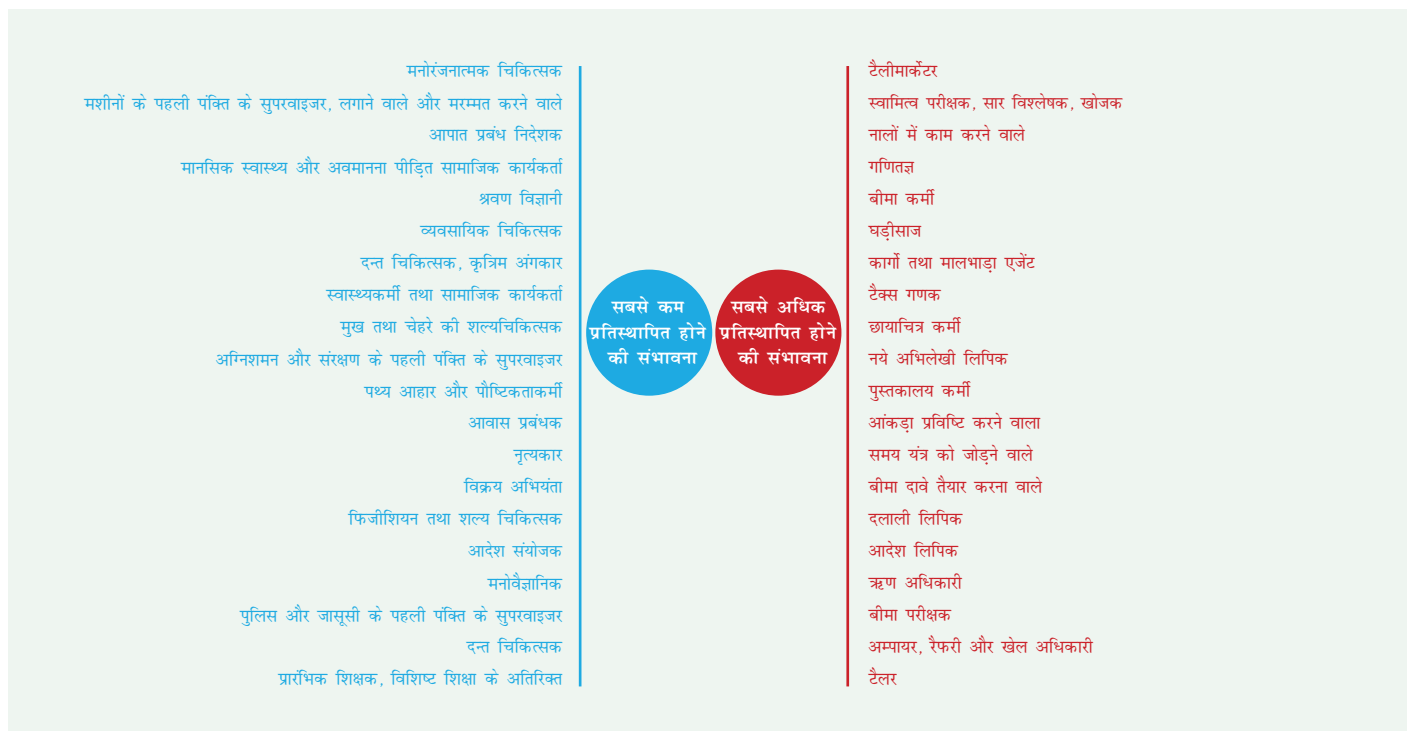 मनोरंजनात्मक चिकित्सक
मशीनों के पहली पंक्ति के सुपरवाइजर, लगाने वाले और मरम्मत करने वाले
आपात प्रबंध निदेशक
मानसिक स्वास्थ्य और अवमानना पीड़ित सामाजिक कार्यकर्ता
श्रवण विज्ञानी
व्यवसायिक चिकित्सक
दन्त चिकित्सक, कृत्रिम अंगकार
स्वास्थ्यकर्मी तथा सामाजिक कार्यकर्ता
मुख तथा चेहरे की शल्यचिकित्सक
अग्निशमन और संरक्षण के पहली पंक्ति के सुपरवाइजर
पथ्य आहार और पौष्टिकताकर्मी
आवास प्रबंधक
नृत्यकार
विक्रय अभियंता
फिजीशियन तथा शल्य चिकित्सक
आदेश संयोजक
मनोवैज्ञानिक
पुलिस और जासूसी के पहली पंक्ति के सुपरवाइजर
दन्त चिकित्सक
प्रारंभिक शिक्षक, विशिष्ट शिक्षा के अतिरिक्त
सबसे कम
प्रतिस्थापित होने
की संभावना
सबसे अधिक
प्रतिस्थापित होने
की संभावना
टैलीमार्केटर
स्वामित्व परीक्षक, सार विश्लेषक, खोजक
नालों में काम करने वाले
गणितज्ञ
बीमा कर्मी
घड़ीसाज
कार्गो तथा मालभाड़ा एजेंट
टैक्स गणक
छायाचित्र कर्मी
नये अभिलेखी लिपिक
पुस्तकालय कर्मी
आंकड़ा प्रविष्टि करने वाला
समय यंत्र को जोड़ने वाले
बीमा दावे तैयार करना वाले
दलाली लिपिक
आदेश लिपिक
ऋण अधिकारी
बीमा परीक्षक
अम्पायर, रैफरी और खेल अधिकारी
टैलर